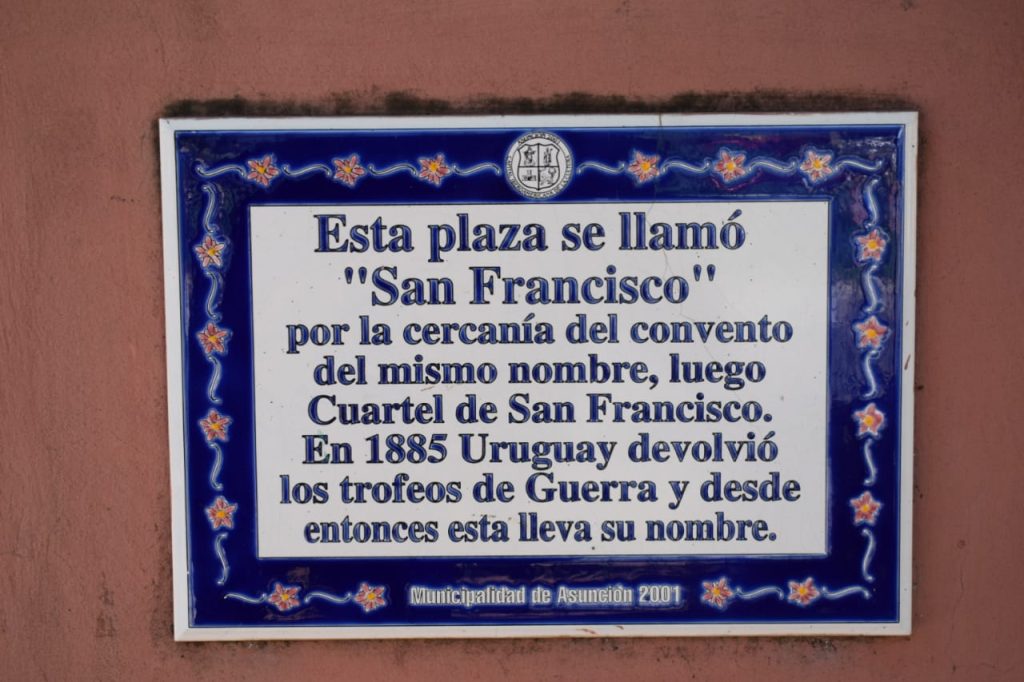 Esta plaza se llamó
"San Francisco"
por la cercanía del convento
del mismo nombre, luego
Cuartel de San Francisco.
En 1885 Uruguay devolvió
los trofeos de Guerra y desde
entonces esta lleva su nombre.
Municipalidad de Asunción 2001